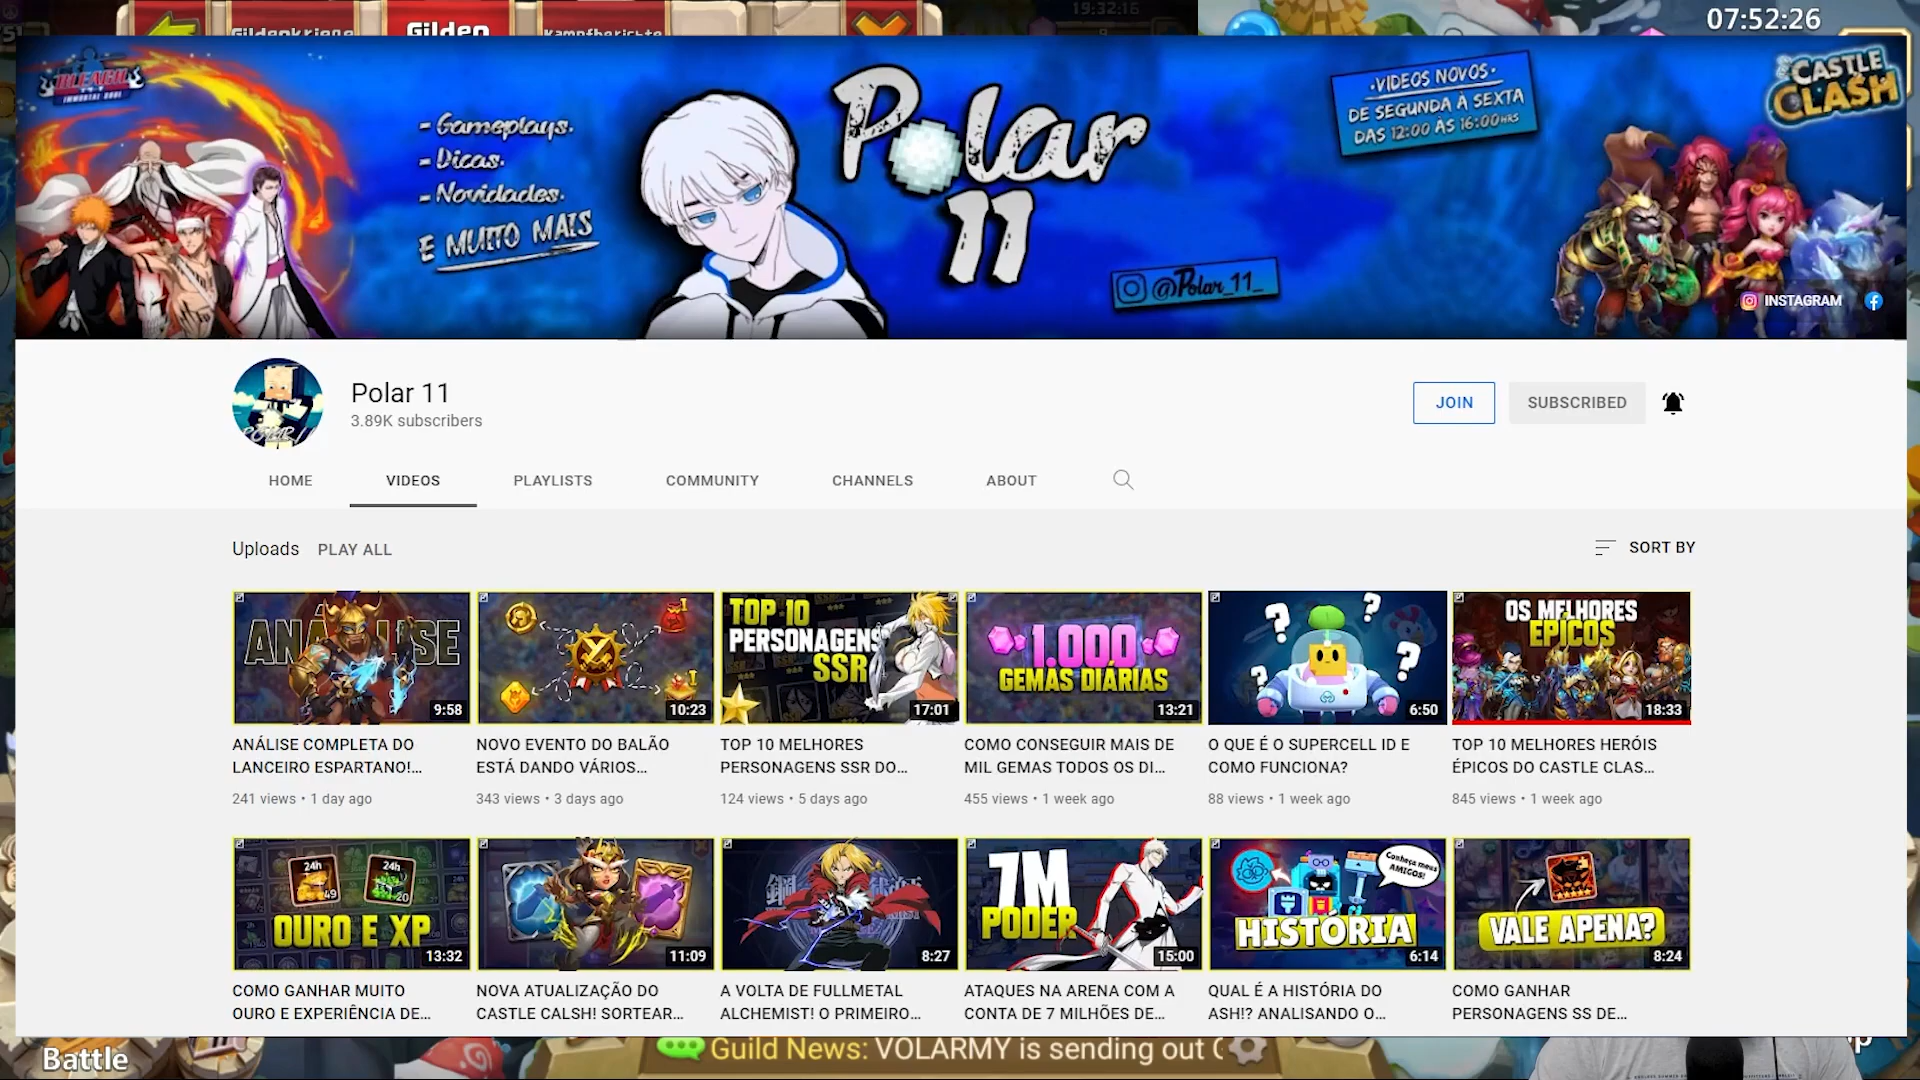 19:32:16
07:52:26
Gildenkriege
Gilden
Kampfberichte
BLEACH
IMMORTAL SOUL
- Gameplays.
- Dicas.
- Novidades.
E MUITO MAIS
Polar
11
@Polar_11_
·VIDEOS NOVOS·
DE SEGUNDA À SEXTA
DAS 12:00 ÀS 16:00HRS
CASTLE
CLASH
INSTAGRAM
Polar 11
3.89K subscribers
JOIN
SUBSCRIBED
HOME
VIDEOS
PLAYLISTS
COMMUNITY
CHANNELS
ABOUT
Uploads
PLAY ALL
SORT BY
ANÁLISE
9:58
10:23
TOP 10
PERSONAGENS
SSR
17:01
1.000
GEMAS DIÁRIAS
13:21
6:50
OS MELHORES
EPICOS
18:33
ANÁLISE COMPLETA DO
LANCEIRO ESPARTANO!...
241 views • 1 day ago
NOVO EVENTO DO BALÃO
ESTÁ DANDO VÁRIOS...
343 views • 3 days ago
TOP 10 MELHORES
PERSONAGENS SSR DO...
124 views • 5 days ago
COMO CONSEGUIR MAIS DE
MIL GEMAS TODOS OS DI...
455 views • 1 week ago
O QUE É O SUPERCELL ID E
COMO FUNCIONA?
88 views • 1 week ago
TOP 10 MELHORES HERÓIS
ÉPICOS DO CASTLE CLAS...
845 views • 1 week ago
24h
49
24h
20
OURO E XP
13:32
11:09
8:27
7M
PODER
15:00
Conheça meus
AMIGOS!
HISTÓRIA
6:14
VALE APENA?
8:24
COMO GANHAR MUITO
OURO E EXPERIÊNCIA DE...
NOVA ATUALIZAÇÃO DO
CASTLE CALSH! SORTEAR...
A VOLTA DE FULLMETAL
ALCHEMIST! O PRIMEIRO...
ATAQUES NA ARENA COM A
CONTA DE 7 MILHÕES DE...
QUAL É A HISTÓRIA DO
ASH!? ANALISANDO O...
COMO GANHAR
PERSONAGENS SS DE...
Battle
Guild News: VOLARMY is sending out